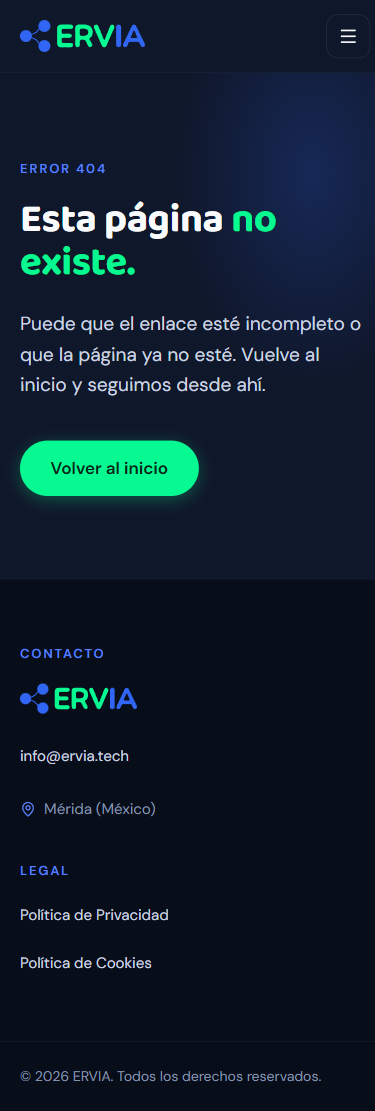 ERVIA
ERROR 404
Esta página no
existe.
Puede que el enlace esté incompleto o
que la página ya no esté. Vuelve al
inicio y seguimos desde ahí.
Volver al inicio
CONTACTO
ERVIA
info@ervia.tech
Mérida (México)
LEGAL
Política de Privacidad
Política de Cookies
© 2026 ERVIA. Todos los derechos reservados.